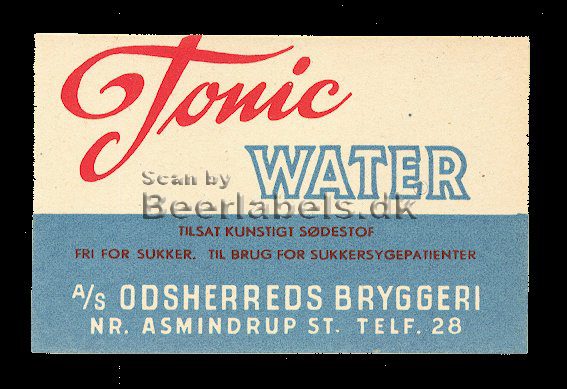 Tonic
WATER
Scan by
Beerlabels.dk
TILSAT KUNSTIGT SØDESTOF
FRI FOR SUKKER. TIL BRUG FOR SUKKERSYGEPATIENTER
A/S ODSHERREDS BRYGGERI
NR. ASMINDRUP ST. TELF. 28